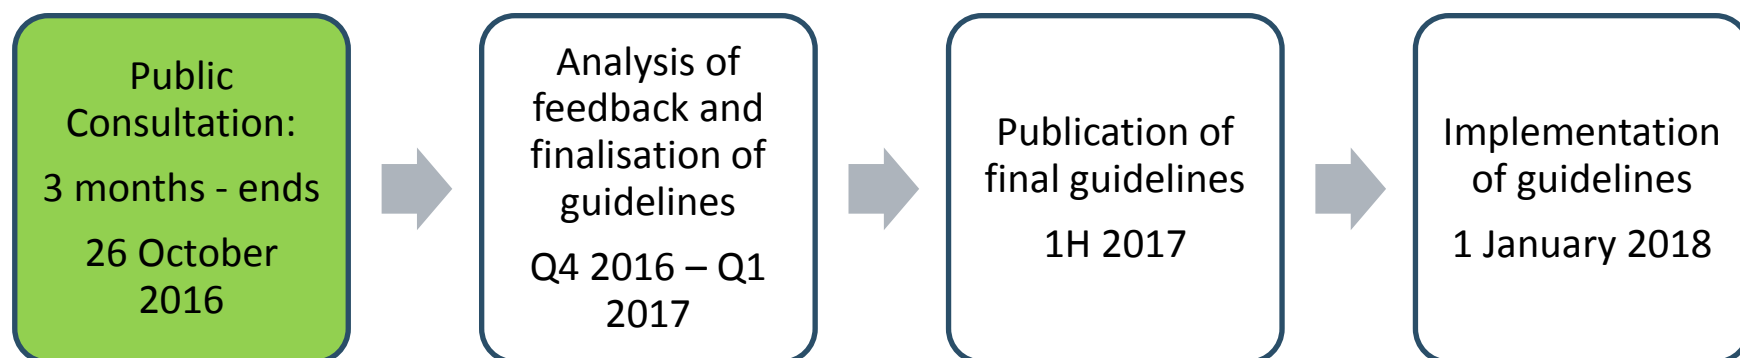 Public
Consultation:
3 months - ends
26 October
2016
Analysis of
feedback and
finalisation of
guidelines
Q4 2016 – Q1
2017
Publication of
final guidelines
1H 2017
Implementation
of guidelines
1 January 2018